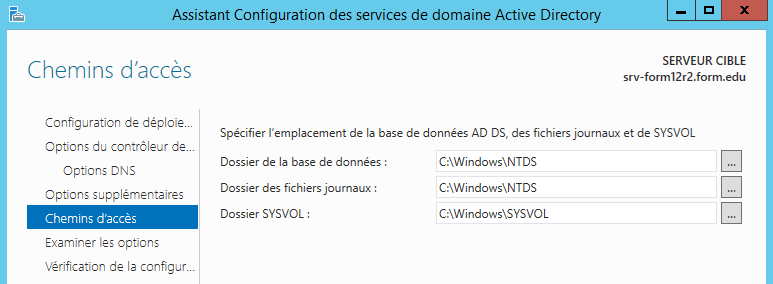 Assistant Configuration des services de domaine Active Directory
Chemins d'accès
SERVEUR CIBLE
srv-form12r2.form.edu
Configuration de déploie...
Options du contrôleur de...
Options DNS
Options supplémentaires
Chemins d'accès
Examiner les options
Vérification de la configur...
Spécifier l'emplacement de la base de données AD DS, des fichiers journaux et de SYSVOL
Dossier de la base de données : C:\Windows\NTDS ...
Dossier des fichiers journaux : C:\Windows\NTDS ...
Dossier SYSVOL : C:\Windows\SYSVOL ...